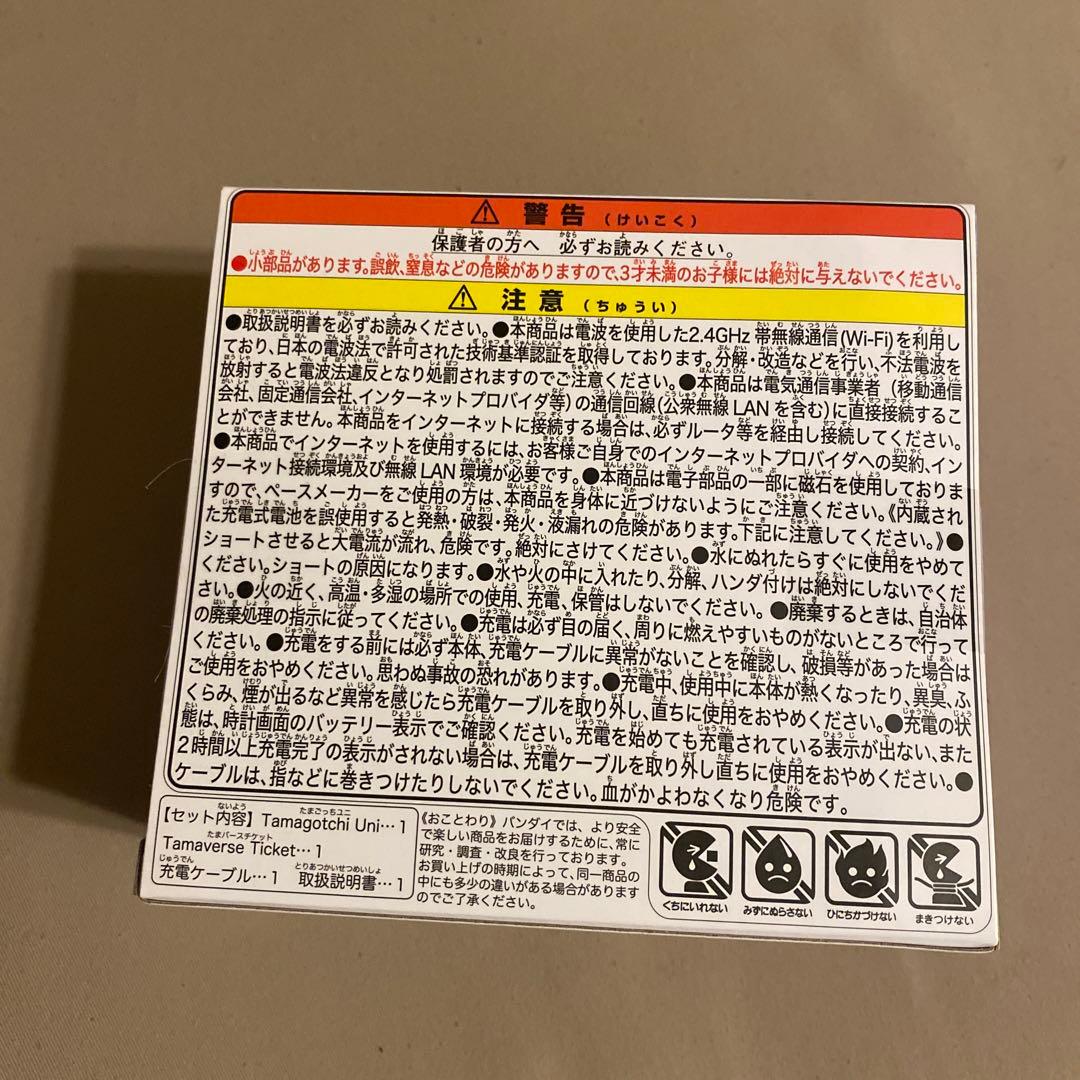 ⚠ 警告 (けいこく)
保護者の方へ 必ずお読みください。
●小部品があります。誤飲、窒息などの危険がありますので、3才未満のお子様には絶対に与えないでください。
⚠ 注意 (ちゅうい)
●取扱説明書を必ずお読みください。●本商品は電波を使用した2.4GHz 帯無線通信(Wi-Fi)を利用し
ており、日本の電波法で許可された技術基準認証を取得しております。分解・改造などを行い、不法電波を
放射すると電波法違反となり処罰されますのでご注意ください。●本商品は電気通信事業者(移動通信
会社、固定通信会社、インターネットプロバイダ等)の通信回線(公衆無線LANを含む)に直接接続するこ
とができません。本商品をインターネットに接続する場合は、必ずルータ等を経由し接続してください。
●本商品でインターネットを使用するには、お客様ご自身でのインターネットプロバイダへの契約、イン
ターネット接続環境及び無線LAN環境が必要です。●本商品は電子部品の一部に磁石を使用しておりま
すので、ペースメーカーをご使用の方は、本商品を身体に近づけないようにご注意ください。《内蔵され
た充電式電池を誤使用すると発熱・破裂・発火・液漏れの危険があります。下記に注意してください。》●
ショートさせると大電流が流れ、危険です。絶対にさけてください。●水にぬれたらすぐに使用をやめて
ください。ショートの原因になります。●水や火の中に入れたり、分解、ハンダ付けは絶対にしないでくだ
さい。●火の近く、高温・多湿の場所での使用、充電、保管はしないでください。●廃棄するときは、自治体
の廃棄処理の指示に従ってください。●充電は必ず目の届く、周りに燃えやすいものがないところで行って
ください。●充電をする前には必ず本体、充電ケーブルに異常がないことを確認し、破損等があった場合は
ご使用をおやめください。思わぬ事故の恐れがあります。●充電中、使用中に本体が熱くなったり、異臭、ふ
くらみ、煙が出るなど異常を感じたら充電ケーブルを取り外し、直ちに使用をおやめください。●充電の状
態は、時計画面のバッテリー表示でご確認ください。充電を始めても充電されている表示が出ない、また
2時間以上充電完了の表示がされない場合は、充電ケーブルを取り外し直ちに使用をおやめください。●
ケーブルは、指などに巻きつけたりしないでください。血がかよわなくなり危険です。
【セット内容】Tamagotchi Uni…1
Tamaverse Ticket…1
充電ケーブル…1 取扱説明書…1
《おことわり》バンダイでは、より安全
で楽しい商品をお届けするために、常に
研究・調査・改良を行っております。
お買い上げの時期によって、同一商品の
中にも多少の違いがある場合があります
のでご了承ください。
くちにいれない みずにぬらさない ひにちかづけない まきつけない